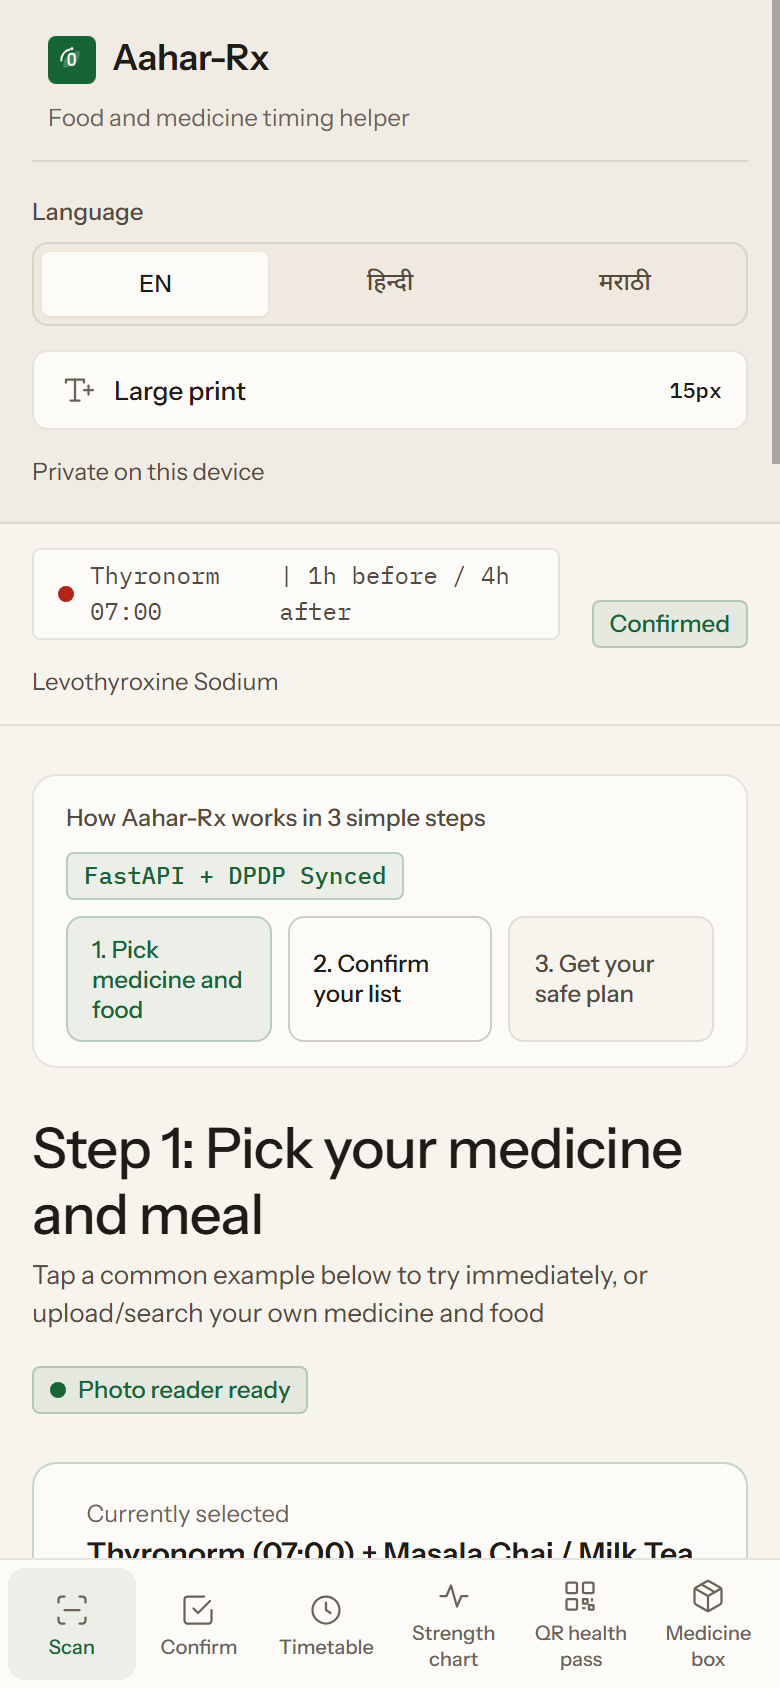 Aahar-Rx
Food and medicine timing helper
Language
EN
हिन्दी
मराठी
Large print
15px
Private on this device
Thyronorm 07:00 | 1h before / 4h after
Confirmed
Levothyroxine Sodium
How Aahar-Rx works in 3 simple steps
FastAPI + DPDP Synced
1. Pick
medicine and
food
2. Confirm
your list
3. Get your
safe plan
Step 1: Pick your medicine
and meal
Tap a common example below to try immediately, or
upload/search your own medicine and food
Photo reader ready
Currently selected
Thyronorm (07:00) + Masala Chai / Milk Tea
Scan
Confirm
Timetable
Strength
chart
QR health
pass
Medicine
box